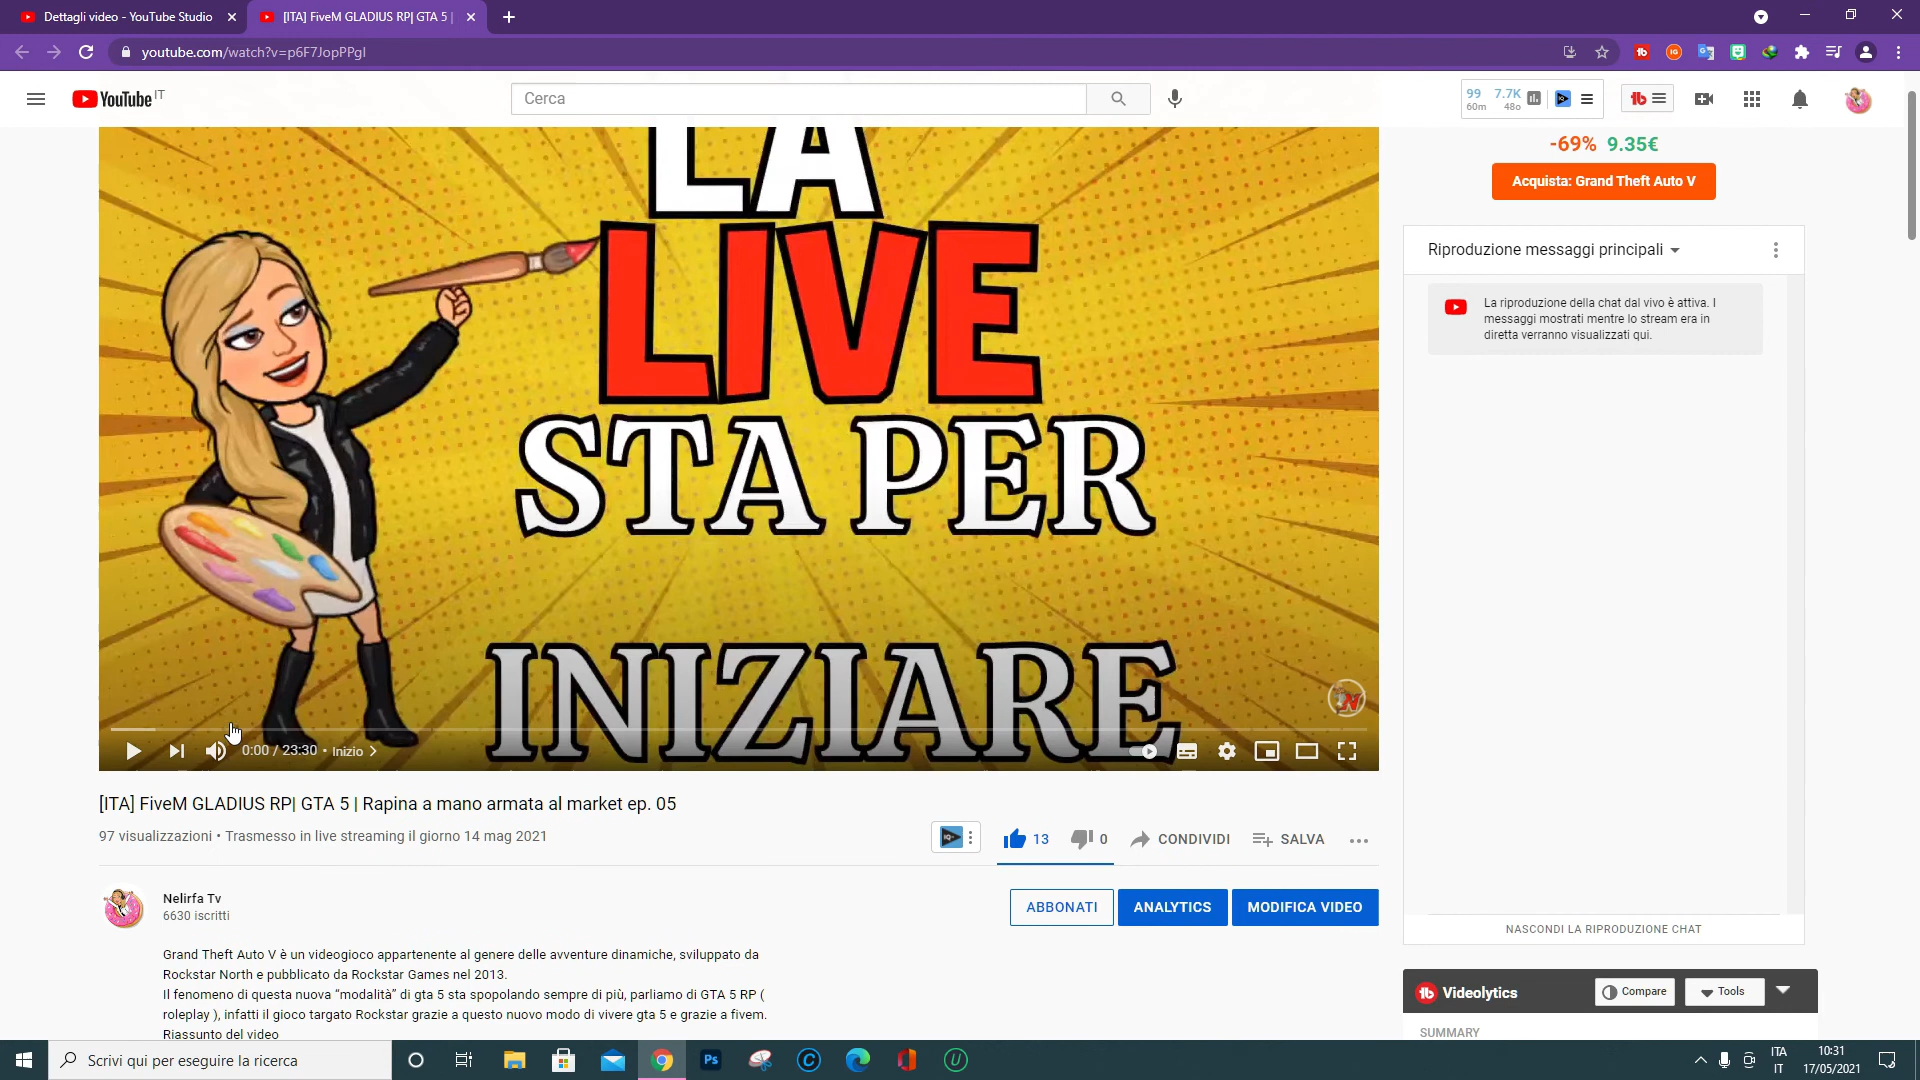 Dettagli video - YouTube Studio
[ITA] FiveM GLADIUS RP| GTA 5 |
youtube.com/watch?v=p6F7JopPPgI
YouTube IT
Cerca
99 60m
7.7K 48o
-69% 9.35€
Acquista: Grand Theft Auto V
Riproduzione messaggi principali
La riproduzione della chat dal vivo è attiva. I
messaggi mostrati mentre lo stream era in
diretta verranno visualizzati qui.
LA
LIVE
STA PER
INIZIARE
0:00 / 23:30 • Inizio
[ITA] FiveM GLADIUS RP| GTA 5 | Rapina a mano armata al market ep. 05
97 visualizzazioni • Trasmesso in live streaming il giorno 14 mag 2021
13
0
CONDIVIDI
SALVA
Nelirfa Tv
6630 iscritti
ABBONATI
ANALYTICS
MODIFICA VIDEO
Grand Theft Auto V è un videogioco appartenente al genere delle avventure dinamiche, sviluppato da
Rockstar North e pubblicato da Rockstar Games nel 2013.
Il fenomeno di questa nuova “modalità” di gta 5 sta spopolando sempre di più, parliamo di GTA 5 RP (
roleplay ), infatti il gioco targato Rockstar grazie a questo nuovo modo di vivere gta 5 e grazie a fivem.
Riassunto del video
NASCONDI LA RIPRODUZIONE CHAT
Videolytics
Compare
Tools
SUMMARY
Scrivi qui per eseguire la ricerca
Ps
ITA
IT
10:31
17/05/2021